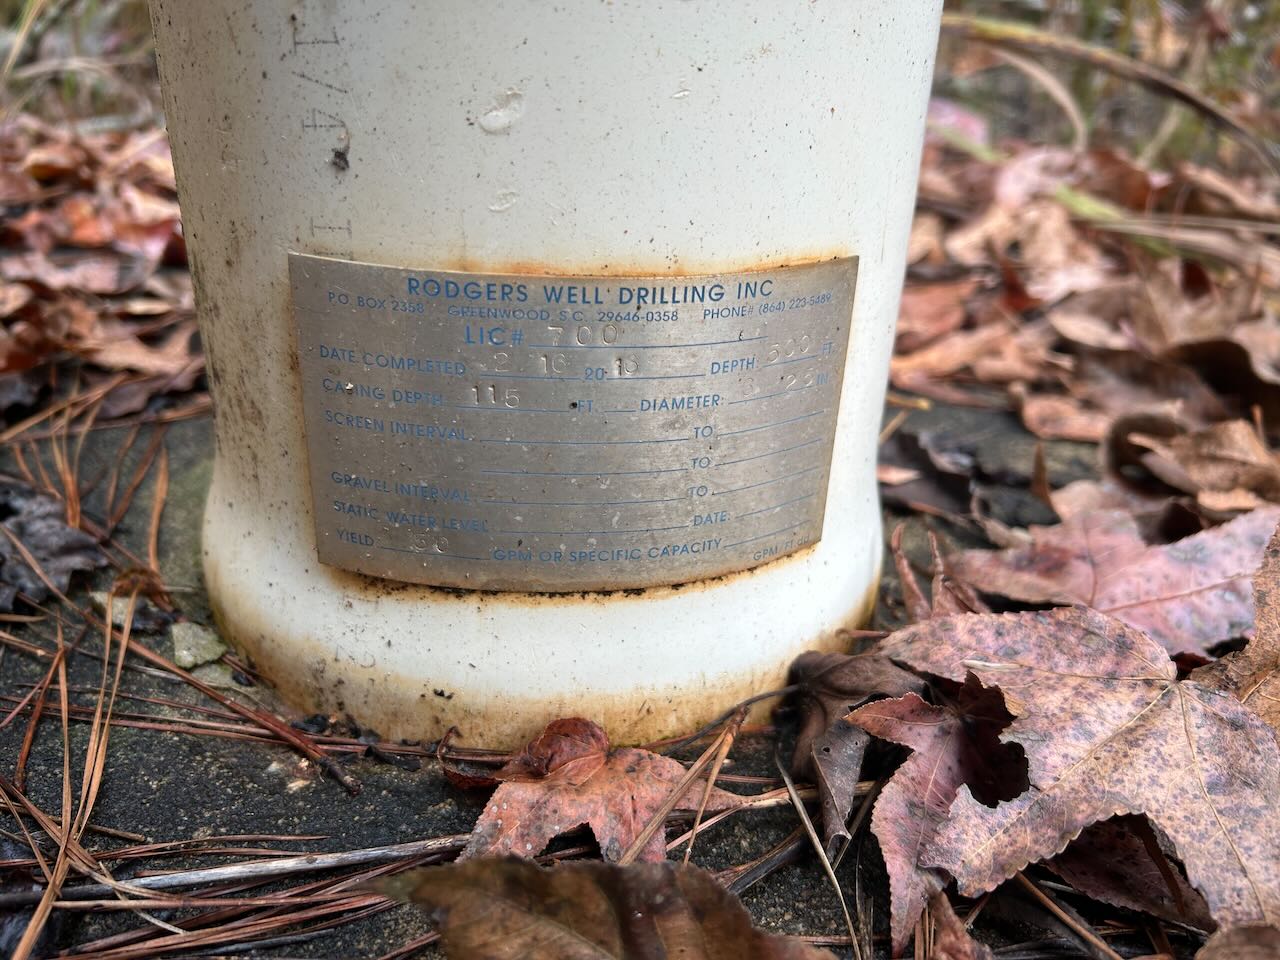 RODGERS WELL DRILLING INC
P.O. BOX 2358 GREENWOOD, S.C. 29646-0358 PHONE# (864) 223-5489
LIC# 700
DATE COMPLETED 2 16 20 16 DEPTH: 500 FT.
CASING DEPTH: 115 FT. DIAMETER: IN.
SCREEN INTERVAL TO
TO
GRAVEL INTERVAL TO
STATIC WATER LEVEL DATE:
YIELD 50 GPM OR SPECIFIC CAPACITY GPM